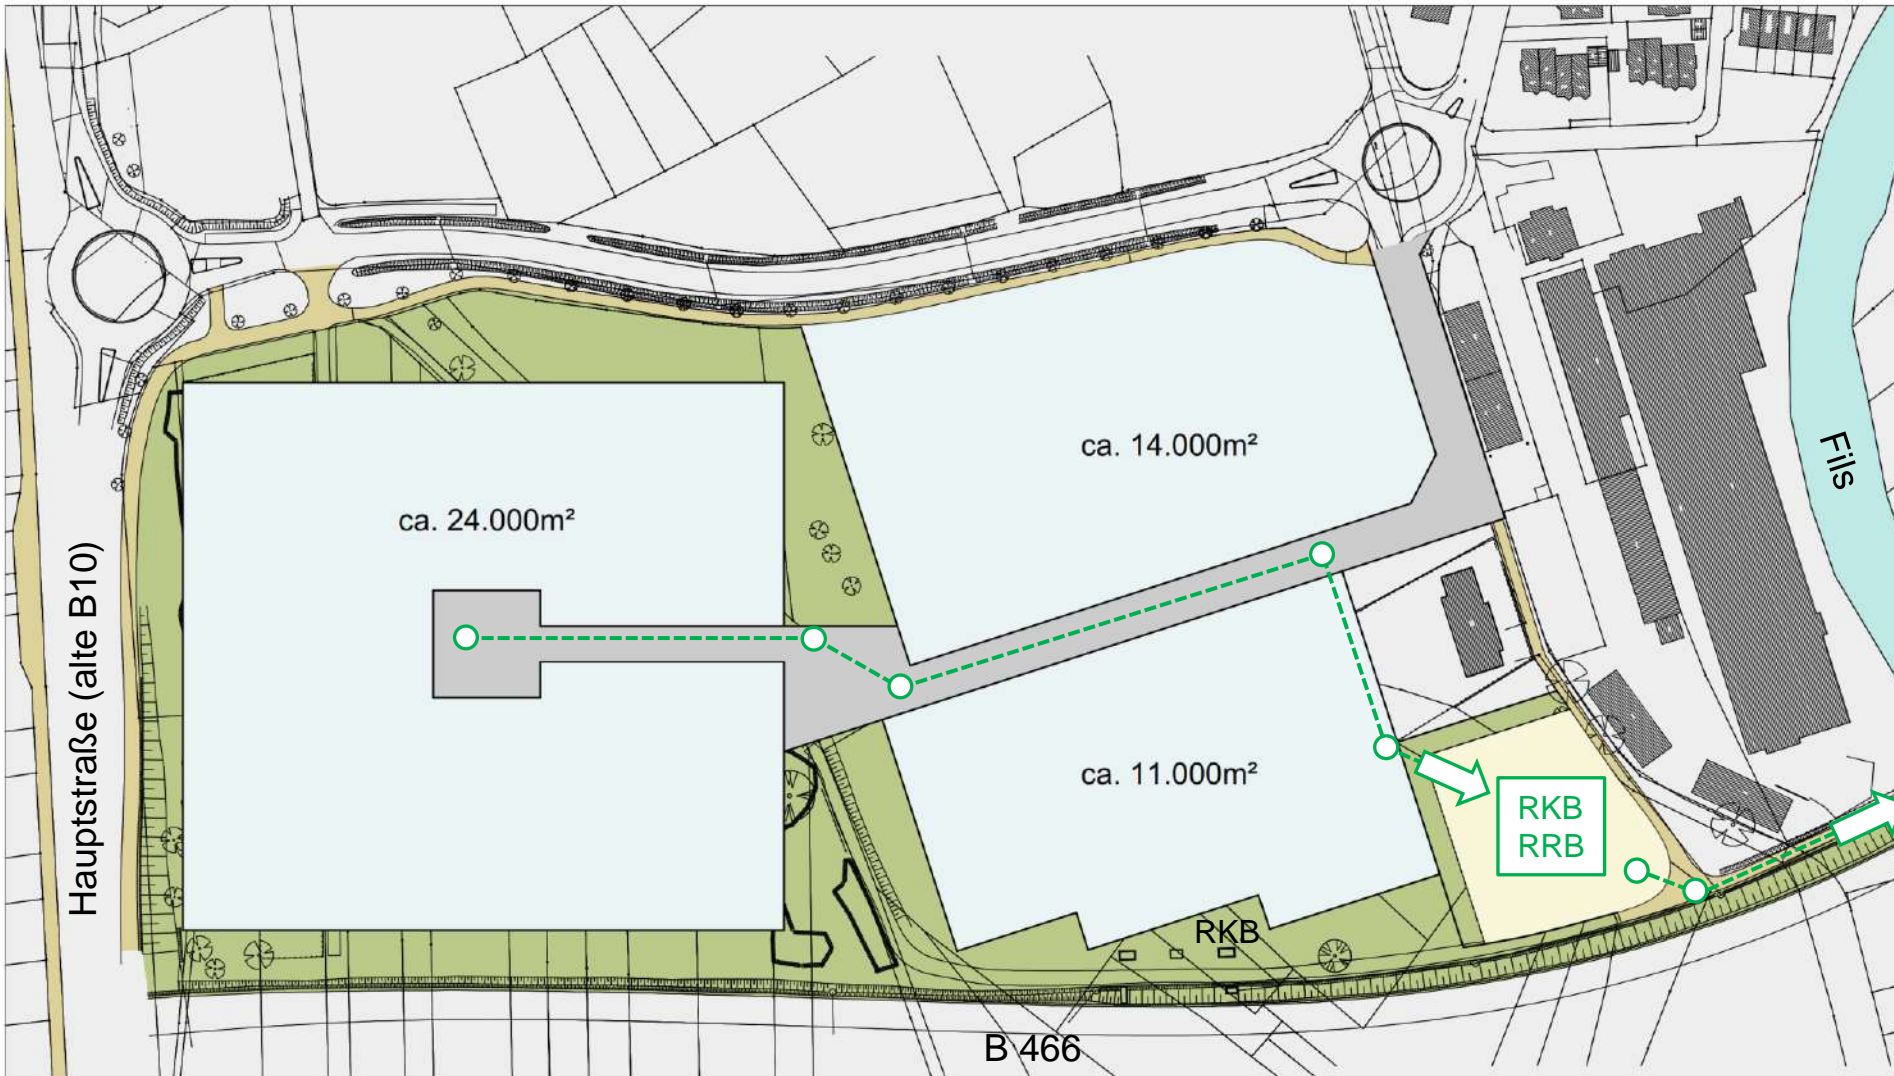 ca. 14.000m²
Fils
ca. 24.000m²
Hauptstraße (alte B10)
ca. 11.000m²
RKB
RRB
RKB
B 466